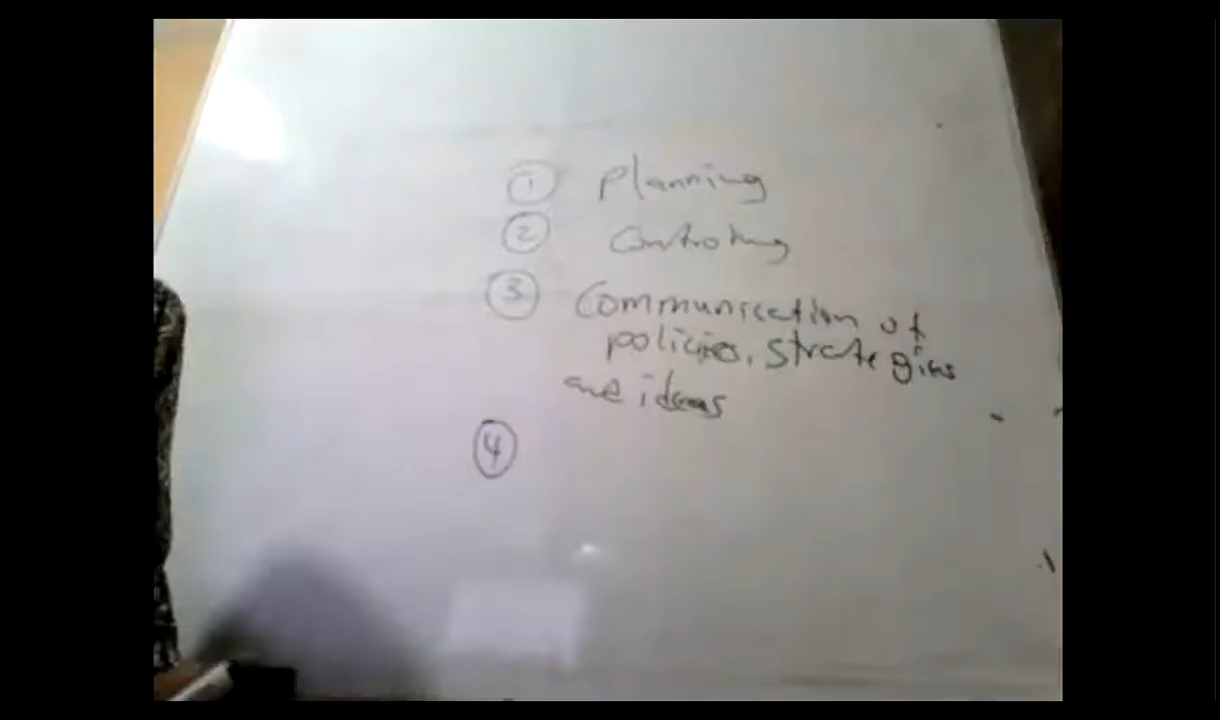 ① Planning
② Controlling
③ Communication of
policies, strategies
and ideas
④